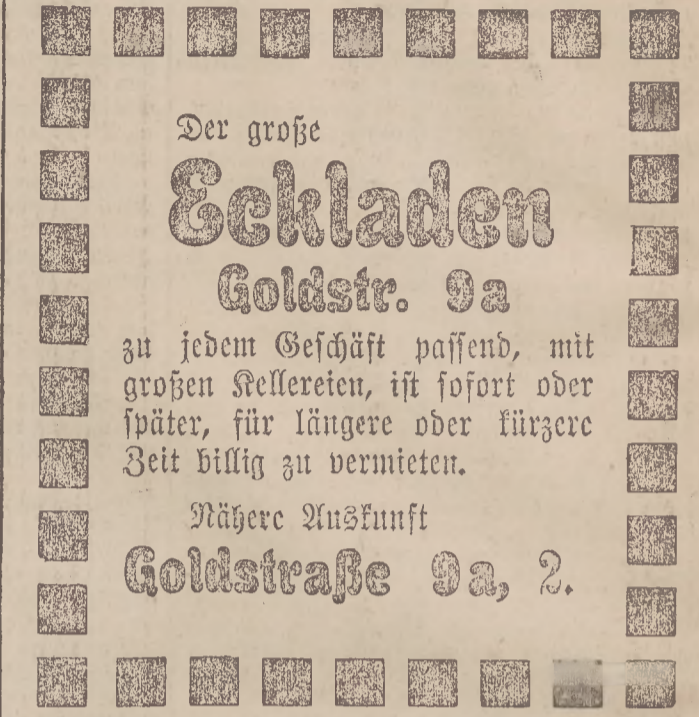 Der große
Eckladen
Goldstr. 9a
zu jedem Geschäft passend, mit
großen Kellereien, ist sofort oder
später, für längere oder kürzere
Zeit billig zu vermieten.
Nähere Auskunft
Goldstraße 9a, 2.